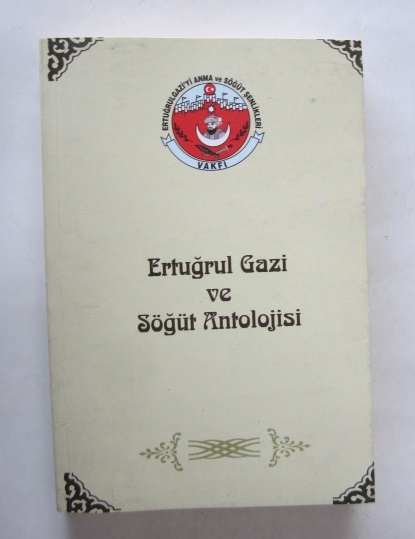 ERTUĞRULGAZİ'Yİ ANMA ve SÖĞÜT ŞENLİKLERİ
VAKFI
Ertuğrul Gazi
ve
Söğüt Antolojisi